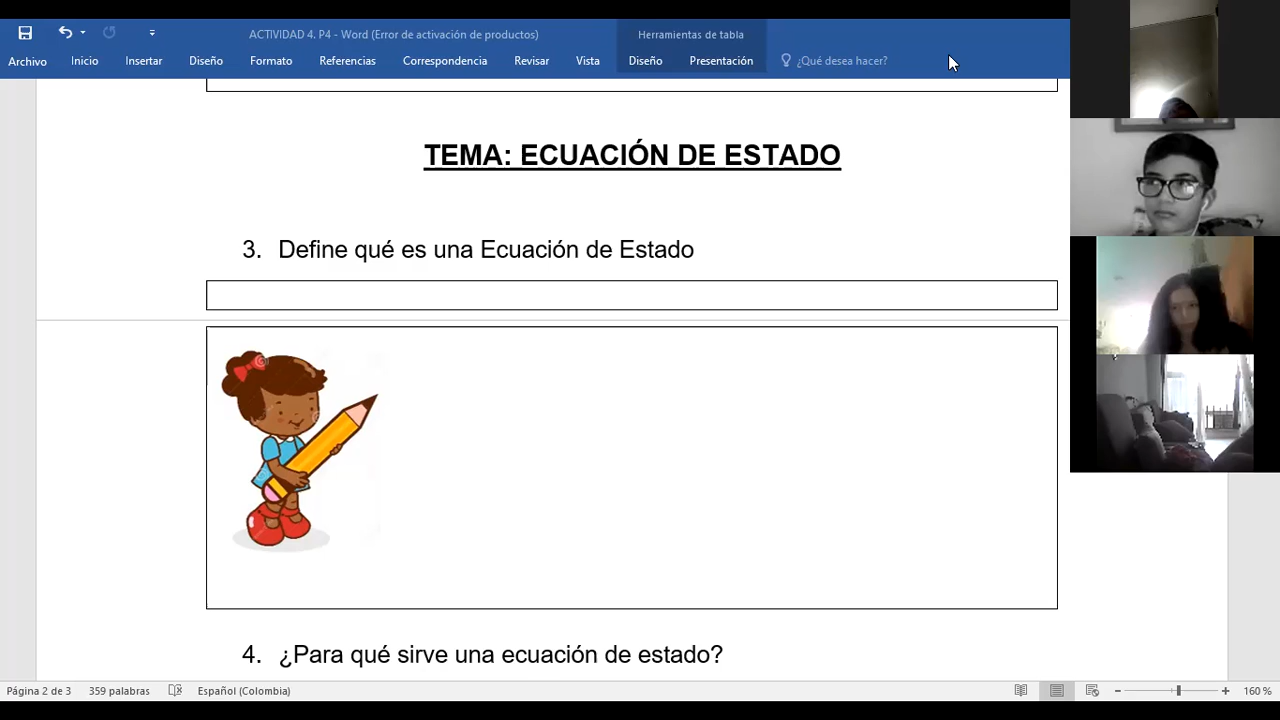 ACTIVIDAD 4. P4 - Word (Error de activación de productos)
Herramientas de tabla
Archivo Inicio Insertar Diseño Formato Referencias Correspondencia Revisar Vista Diseño Presentación ¿Qué desea hacer?
TEMA: ECUACIÓN DE ESTADO
3. Define qué es una Ecuación de Estado
4. ¿Para qué sirve una ecuación de estado?
Página 2 de 3 359 palabras Español (Colombia) 160 %